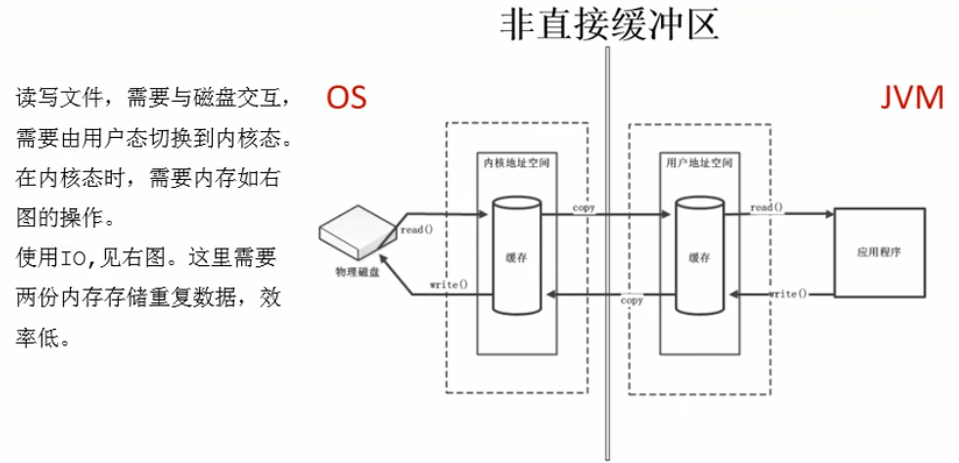 非直接缓冲区
读写文件，需要与磁盘交互，
需要由用户态切换到内核态。
在内核态时，需要内存如右
图的操作。
使用IO,见右图。这里需要
两份内存存储重复数据，效
率低。
OS
JVM
内核地址空间
用户地址空间
copy
read()
read()
缓存
缓存
应用程序
物理磁盘
write()
copy
write()